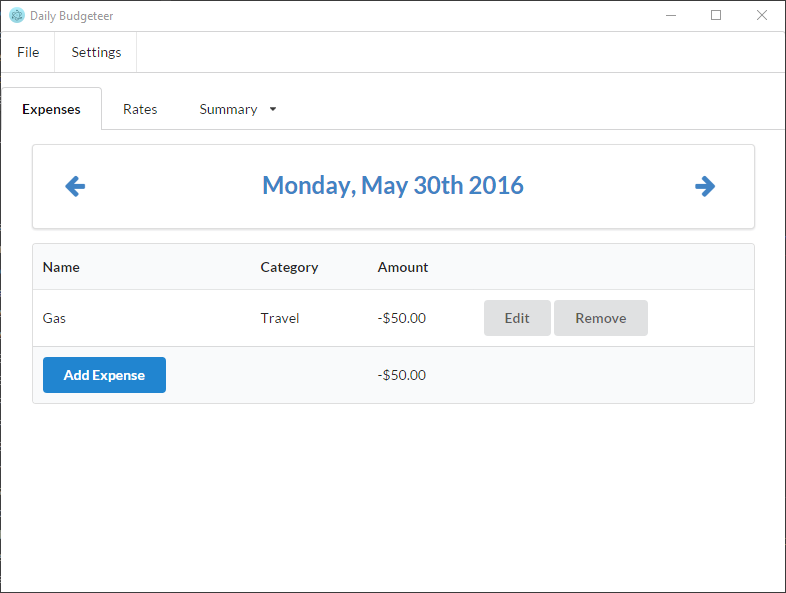 Daily Budgeteer
File Settings
Expenses Rates Summary
Monday, May 30th 2016
Name Category Amount
Gas Travel -$50.00 Edit Remove
Add Expense -$50.00